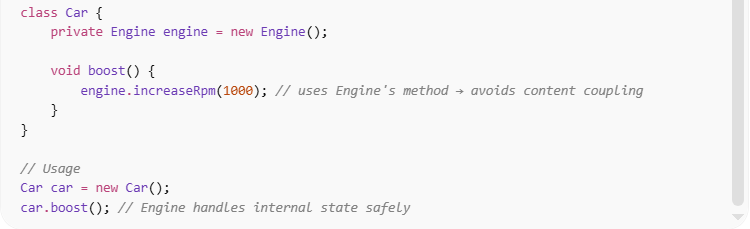 class Car {
    private Engine engine = new Engine();
    void boost() {
        engine.increaseRpm(1000); // uses Engine's method → avoids content coupling
    }
}
// Usage
Car car = new Car();
car.boost(); // Engine handles internal state safely